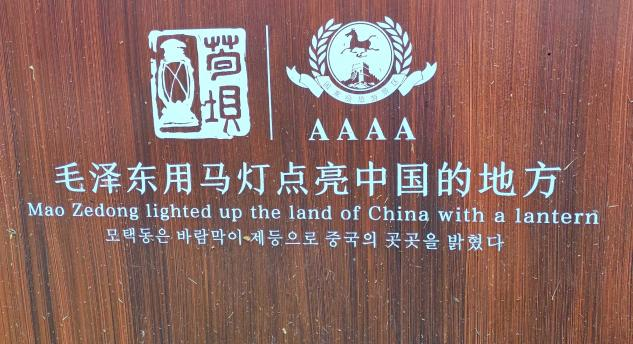 苟坝
AAAA
毛泽东用马灯点亮中国的地方
Mao Zedong lighted up the land of China with a lantern
모택동은 바람막이 제등으로 중국의 곳곳을 밝혔다